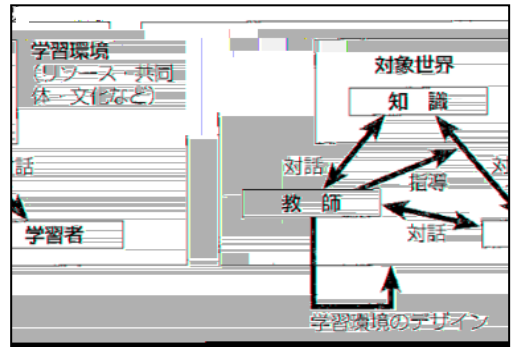 学習環境
(リソース・共同
体・文化など)
対象世界
知 識
話
対話
指導
対
教 師
対話
学習者
学習環境のデザイン